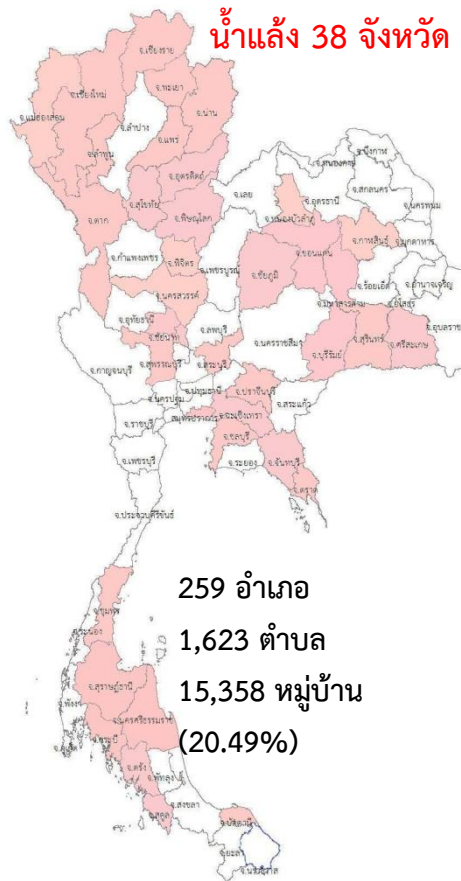 น้ำแล้ง 38 จังหวัด
จ.เชียงราย
จ.พะเยา
จ.เชียงใหม่
จ.น่าน
จ.แม่ฮ่องสอน
จ.ลำปาง
จ.แพร่
จ.ลำพูน
จ.อุตรดิตถ์
จ.บึงกาฬ
จ.หนองคาย
จ.เลย
จ.สกลนคร
จ.อุดรธานี
จ.นครพนม
จ.สุโขทัย
จ.ตาก
จ.พิษณุโลก
จ.หนองบัวลำภู
จ.กาฬสินธุ์
จ.มุกดาหาร
จ.ขอนแก่น
จ.กำแพงเพชร
จ.พิจิตร
จ.เพชรบูรณ์
จ.ชัยภูมิ
จ.ร้อยเอ็ด
จ.อำนาจเจริญ
จ.มหาสารคาม
จ.ยโสธร
จ.นครสวรรค์
จ.อุทัยธานี
จ.ชัยนาท
จ.ลพบุรี
จ.นครราชสีมา
จ.บุรีรัมย์
จ.สุรินทร์
จ.ศรีสะเกษ
จ.อุบลราช
จ.กาญจนบุรี
จ.สุพรรณบุรี
จ.สระบุรี
จ.นครปฐม
จ.ปทุมธานี
จ.ปราจีนบุรี
จ.สระแก้ว
จ.ราชบุรี
จ.ฉะเชิงเทรา
จ.ชลบุรี
จ.เพชรบุรี
จ.ระยอง
จ.จันทบุรี
จ.ตราด
จ.ประจวบคีรีขันธ์
259 อำเภอ
จ.ชุมพร
1,623 ตำบล
จ.ระนอง
จ.สุราษฎ์ธานี
15,358 หมู่บ้าน
จ.พังงา
จ.นครศรีธรรมราช
(20.49%)
จ.กระบี่
จ.ภูเก็ต
จ.ตรัง
จ.พัทลุง
จ.สงขลา
จ.สตูล
จ.ปัตตานี
จ.ยะลา
จ.นราธิวาส